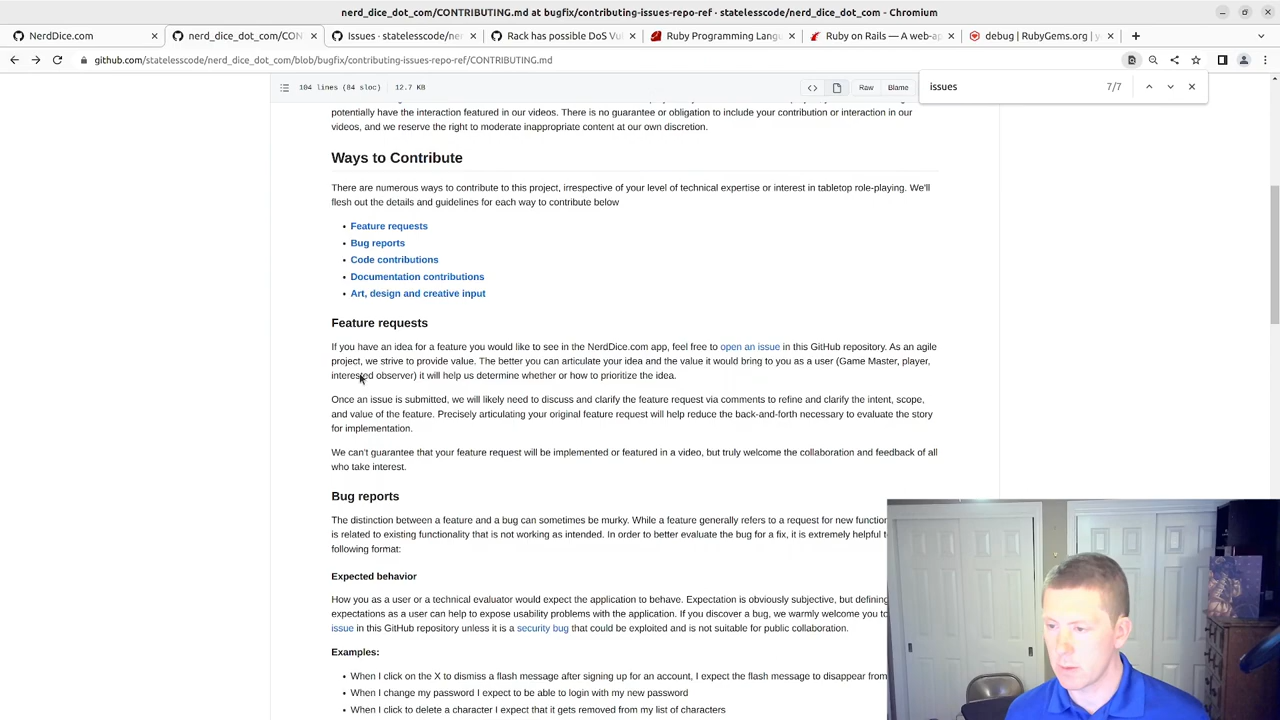 nerd_dice_dot_com/CONTRIBUTING.md at bugfix/contributing-issues-repo-ref · statelesscode/nerd_dice_dot_com - Chromium
NerdDice.com
nerd_dice_dot_com/CON
Issues · statelesscode/ner
Rack has possible DoS Vul
Ruby Programming Langu
Ruby on Rails — A web-ap
debug | RubyGems.org | y
github.com/statelesscode/nerd_dice_dot_com/blob/bugfix/contributing-issues-repo-ref/CONTRIBUTING.md
issues
7/7
104 lines (84 sloc)
12.7 KB
Raw
Blame
potentially have the interaction featured in our videos. There is no guarantee or obligation to include your contribution or interaction in our
videos, and we reserve the right to moderate inappropriate content at our own discretion.
Ways to Contribute
There are numerous ways to contribute to this project, irrespective of your level of technical expertise or interest in tabletop role-playing. We'll
flesh out the details and guidelines for each way to contribute below
• Feature requests
• Bug reports
• Code contributions
• Documentation contributions
• Art, design and creative input
Feature requests
If you have an idea for a feature you would like to see in the NerdDice.com app, feel free to open an issue in this GitHub repository. As an agile
project, we strive to provide value. The better you can articulate your idea and the value it would bring to you as a user (Game Master, player,
interested observer) it will help us determine whether or how to prioritize the idea.
Once an issue is submitted, we will likely need to discuss and clarify the feature request via comments to refine and clarify the intent, scope,
and value of the feature. Precisely articulating your original feature request will help reduce the back-and-forth necessary to evaluate the story
for implementation.
We can't guarantee that your feature request will be implemented or featured in a video, but truly welcome the collaboration and feedback of all
who take interest.
Bug reports
The distinction between a feature and a bug can sometimes be murky. While a feature generally refers to a request for new function
is related to existing functionality that is not working as intended. In order to better evaluate the bug for a fix, it is extremely helpful t
following format:
Expected behavior
How you as a user or a technical evaluator would expect the application to behave. Expectation is obviously subjective, but defining
expectations as a user can help to expose usability problems with the application. If you discover a bug, we warmly welcome you to
issue in this GitHub repository unless it is a security bug that could be exploited and is not suitable for public collaboration.
Examples:
• When I click on the X to dismiss a flash message after signing up for an account, I expect the flash message to disappear from
• When I change my password I expect to be able to login with my new password
• When I click to delete a character I expect that it gets removed from my list of characters